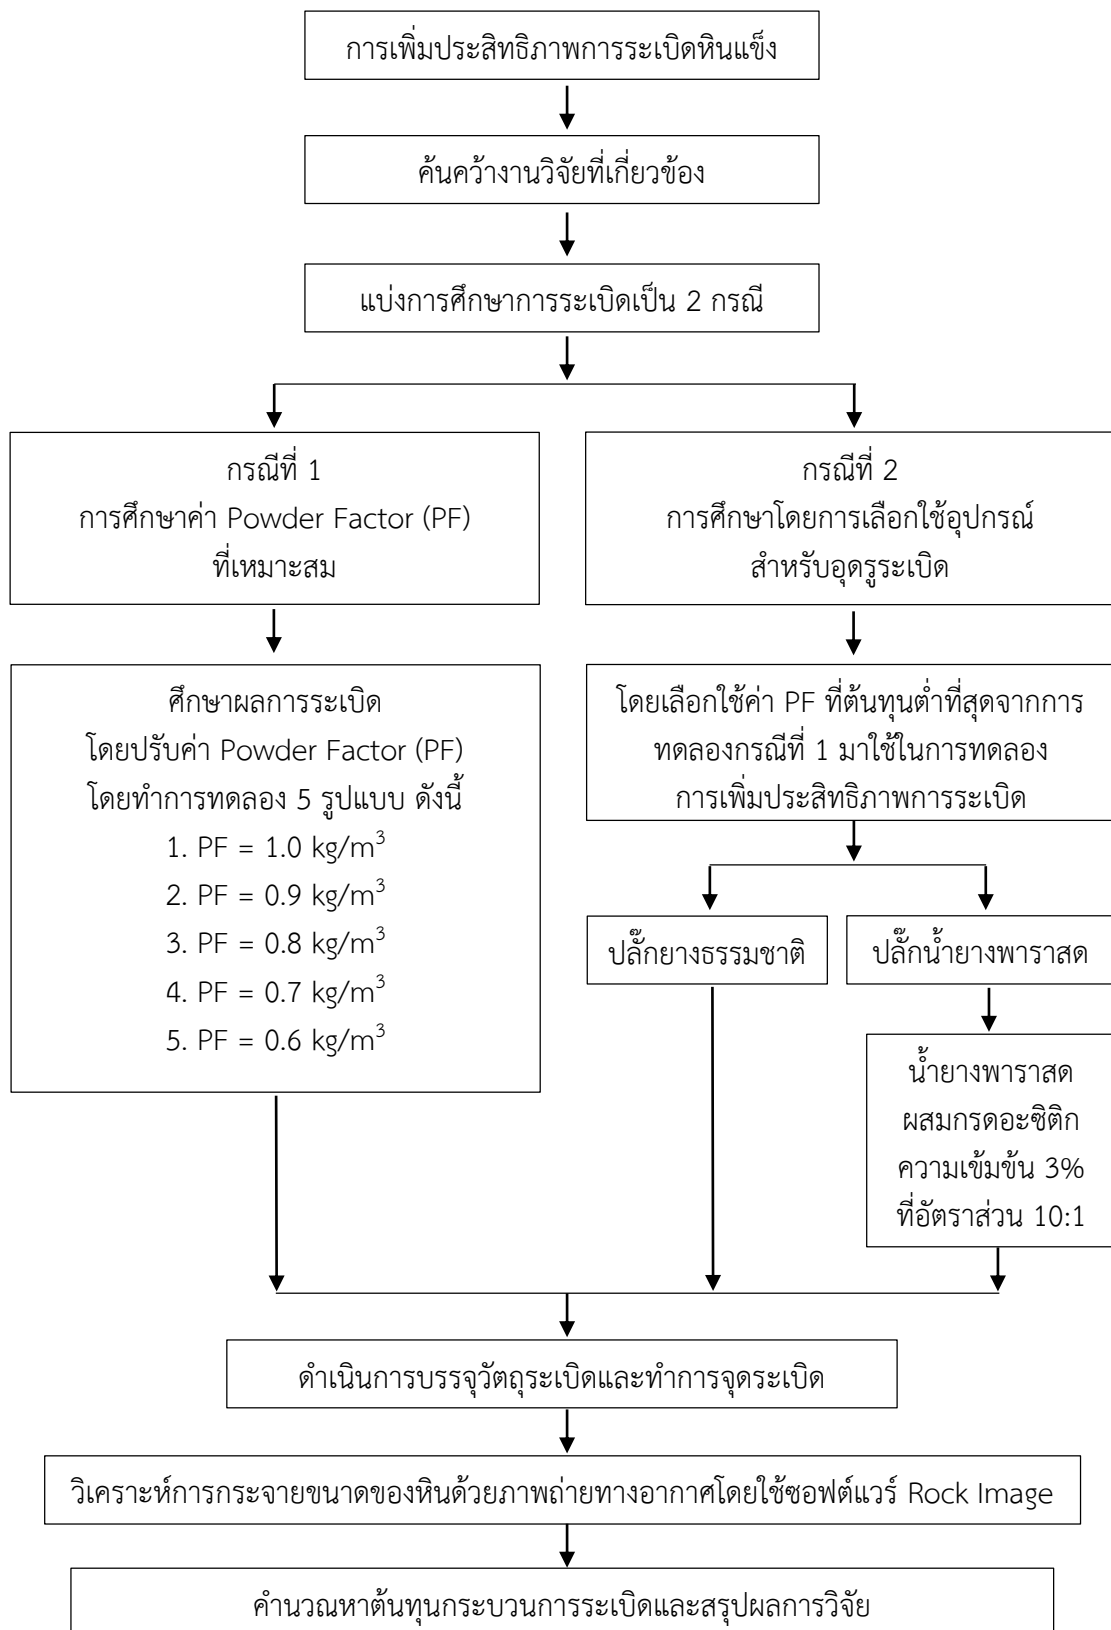 การเพิ่มประสิทธิภาพการระเบิดหินแข็ง
ค้นคว้างานวิจัยที่เกี่ยวข้อง
แบ่งการศึกษาการระเบิดเป็น 2 กรณี
กรณีที่ 1
การศึกษาค่า Powder Factor (PF)
ที่เหมาะสม
กรณีที่ 2
การศึกษาโดยการเลือกใช้อุปกรณ์
สำหรับอุดรูระเบิด
ศึกษาผลการระเบิด
โดยปรับค่า Powder Factor (PF)
โดยทำการทดลอง 5 รูปแบบ ดังนี้
1. PF = 1.0 kg/m³
2. PF = 0.9 kg/m³
3. PF = 0.8 kg/m³
4. PF = 0.7 kg/m³
5. PF = 0.6 kg/m³
โดยเลือกใช้ค่า PF ที่ต้นทุนต่ำที่สุดจากการ
ทดลองกรณีที่ 1 มาใช้ในการทดลอง
การเพิ่มประสิทธิภาพการระเบิด
ปลั๊กยางธรรมชาติ
ปลั๊กน้ำยางพาราสด
น้ำยางพาราสด
ผสมกรดอะซิติก
ความเข้มข้น 3%
ที่อัตราส่วน 10:1
ดำเนินการบรรจุวัตถุระเบิดและทำการจุดระเบิด
วิเคราะห์การกระจายขนาดของหินด้วยภาพถ่ายทางอากาศโดยใช้ซอฟต์แวร์ Rock Image
คำนวณหาต้นทุนกระบวนการระเบิดและสรุปผลการวิจัย